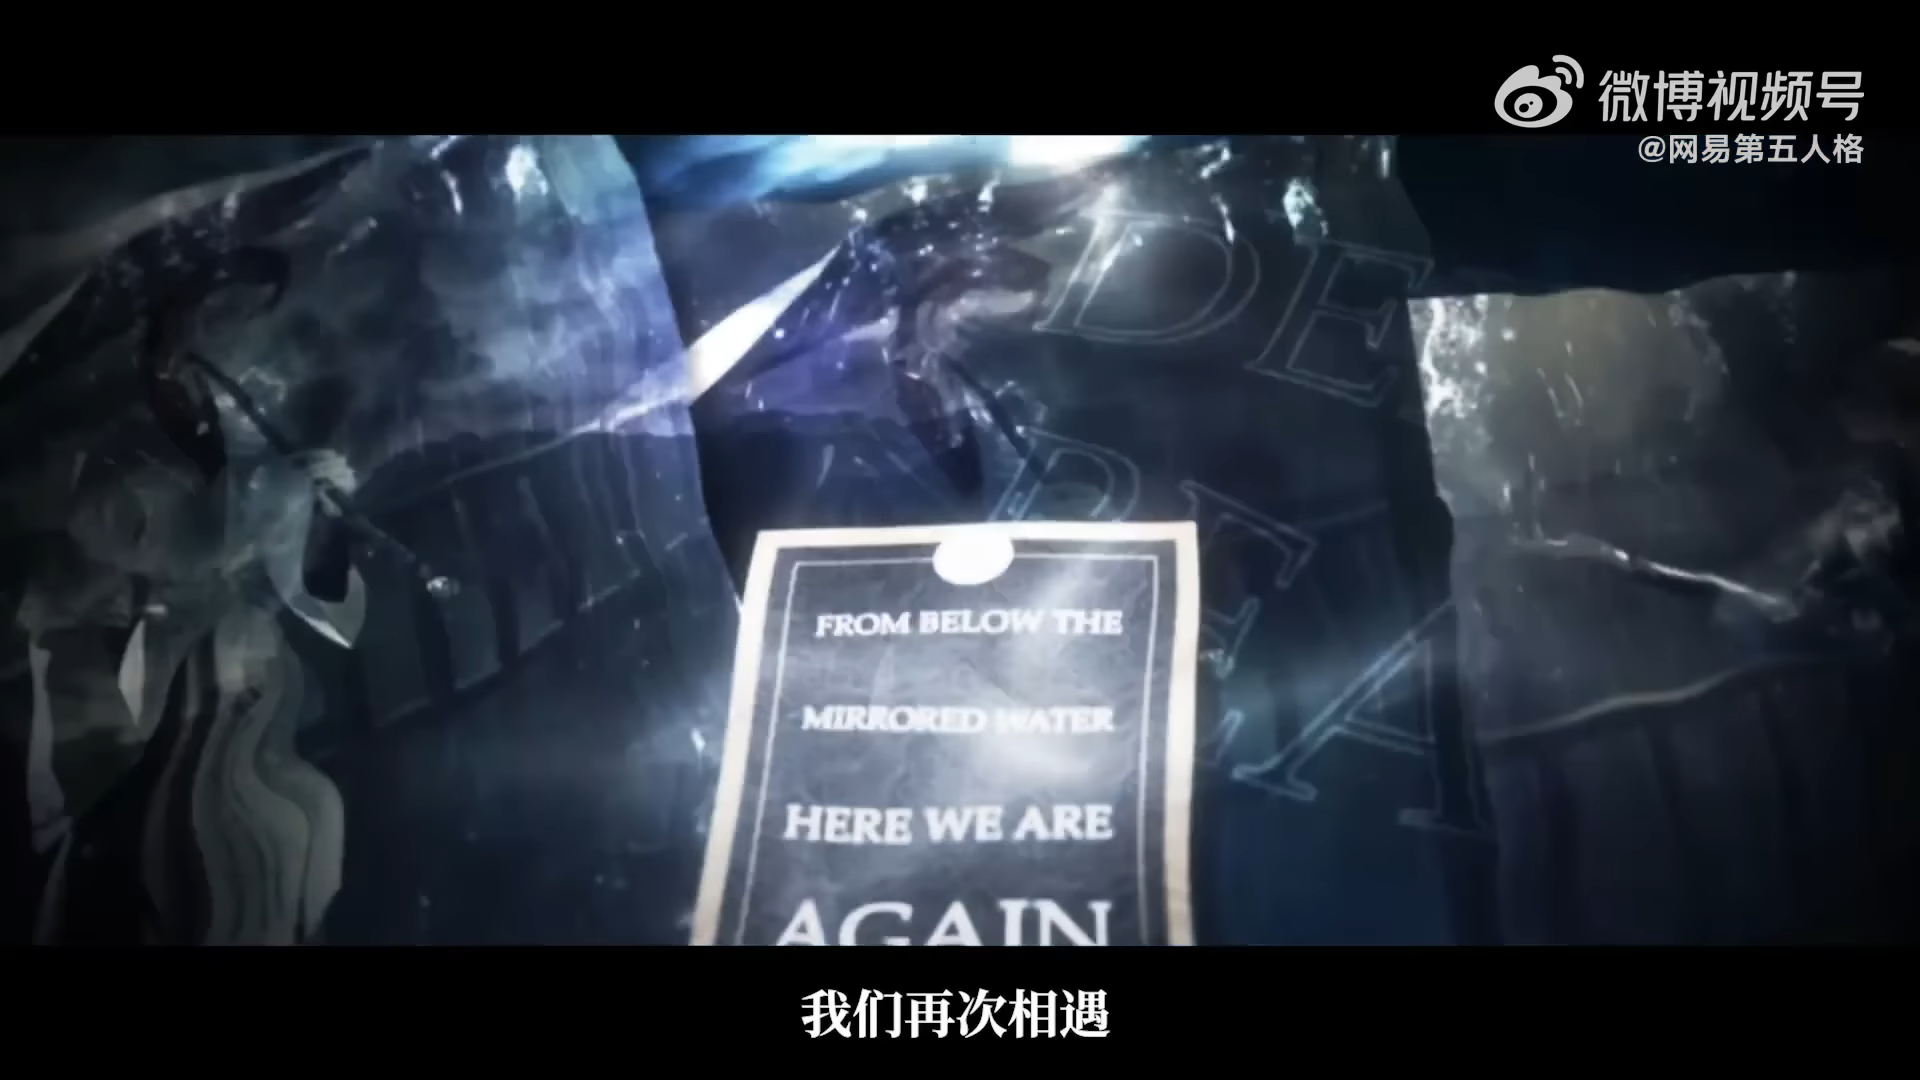 微博视频号
@网易第五人格
DE
FROM BELOW THE
MIRRORED WATER
HERE WE ARE
AGAIN
我们再次相遇